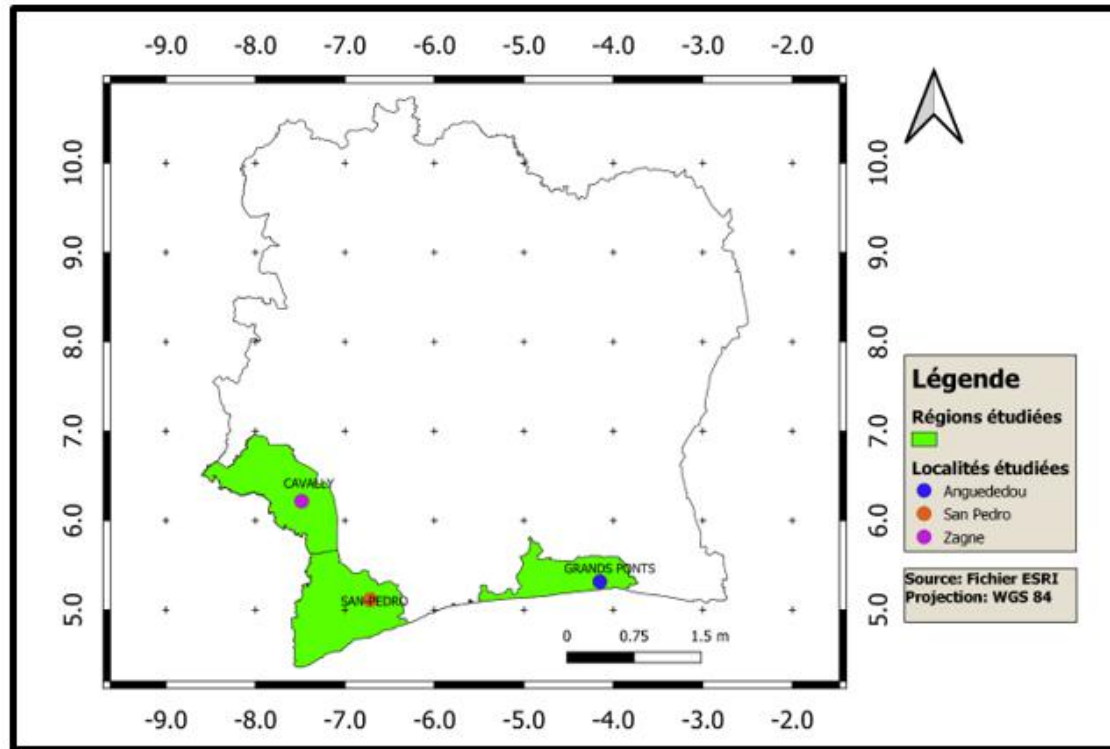 -9.0 -8.0 -7.0 -6.0 -5.0 -4.0 -3.0 -2.0
10.0 10.0
9.0 9.0
8.0 8.0
7.0 7.0
6.0 6.0
5.0 5.0
CAVALLY
SAN-PEDRO
GRANDS PONTS
0 0.75 1.5 m
-9.0 -8.0 -7.0 -6.0 -5.0 -4.0 -3.0 -2.0
Légende
Régions étudiées
Localités étudiées
Anguededou
San Pedro
Zagne
Source: Fichier ESRI
Projection: WGS 84